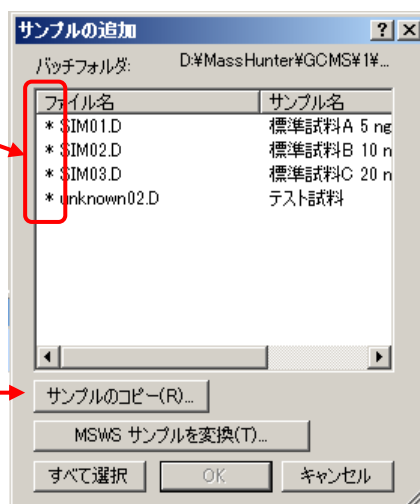 サンプルの追加
バッチフォルダ: D:¥MassHunter¥GCMS¥1¥...
ファイル名 サンプル名
* SIM01.D 標準試料A 5 ng
* SIM02.D 標準試料B 10 n
* SIM03.D 標準試料C 20 n
* unknown02.D テスト試料
サンプルのコピー(R)...
MSWS サンプルを変換(T)...
すべて選択 OK キャンセル